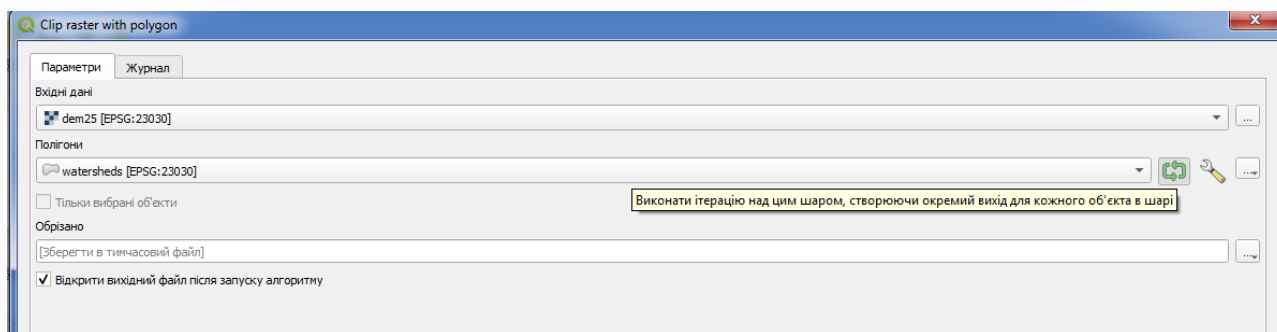 Clip raster with polygon
Параметри Журнал
Вхідні дані
dem25 [EPSG:23030]
...
Полігони
watersheds [EPSG:23030]
...
Тільки вибрані об'єкти
Виконати ітерацію над цим шаром, створюючи окремий вихід для кожного об'єкта в шарі
Обрізано
[Зберегти в тимчасовий файл]
...
Відкрити вихідний файл після запуску алгоритму